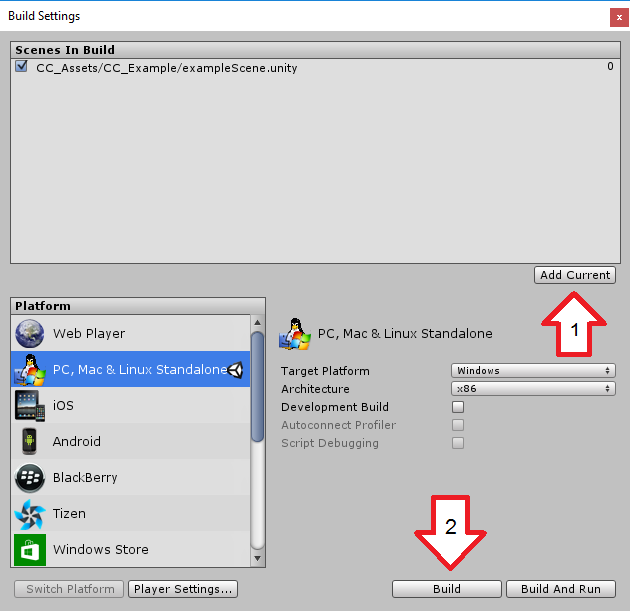 Build Settings
x
Scenes In Build
CC_Assets/CC_Example/exampleScene.unity 0
Add Current
1
Platform
Web Player
PC, Mac & Linux Standalone
iOS
Android
BlackBerry
Tizen
Windows Store
PC, Mac & Linux Standalone
Target Platform Windows
Architecture x86
Development Build
Autoconnect Profiler
Script Debugging
2
Switch Platform Player Settings... Build Build And Run